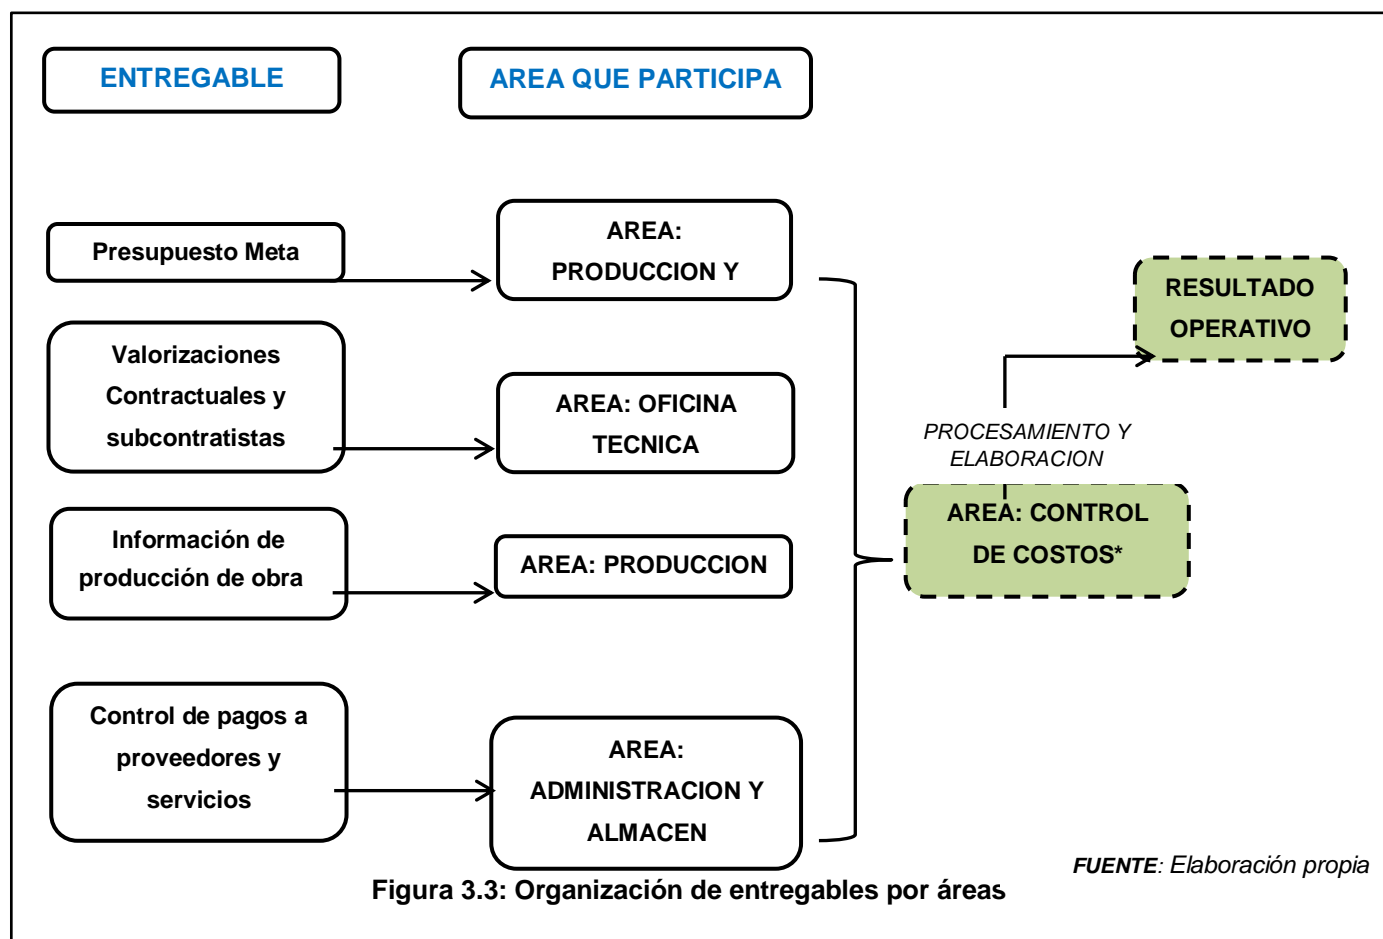 ENTREGABLE
AREA QUE PARTICIPA
Presupuesto Meta
AREA:
PRODUCCION Y
Valorizaciones
Contractuales y
subcontratistas
AREA: OFICINA
TECNICA
Información de
producción de obra
AREA: PRODUCCION
Control de pagos a
proveedores y
servicios
AREA:
ADMINISTRACION Y
ALMACEN
RESULTADO
OPERATIVO
PROCESAMIENTO Y
ELABORACION
AREA: CONTROL
DE COSTOS*
FUENTE: Elaboración propia
Figura 3.3: Organización de entregables por áreas